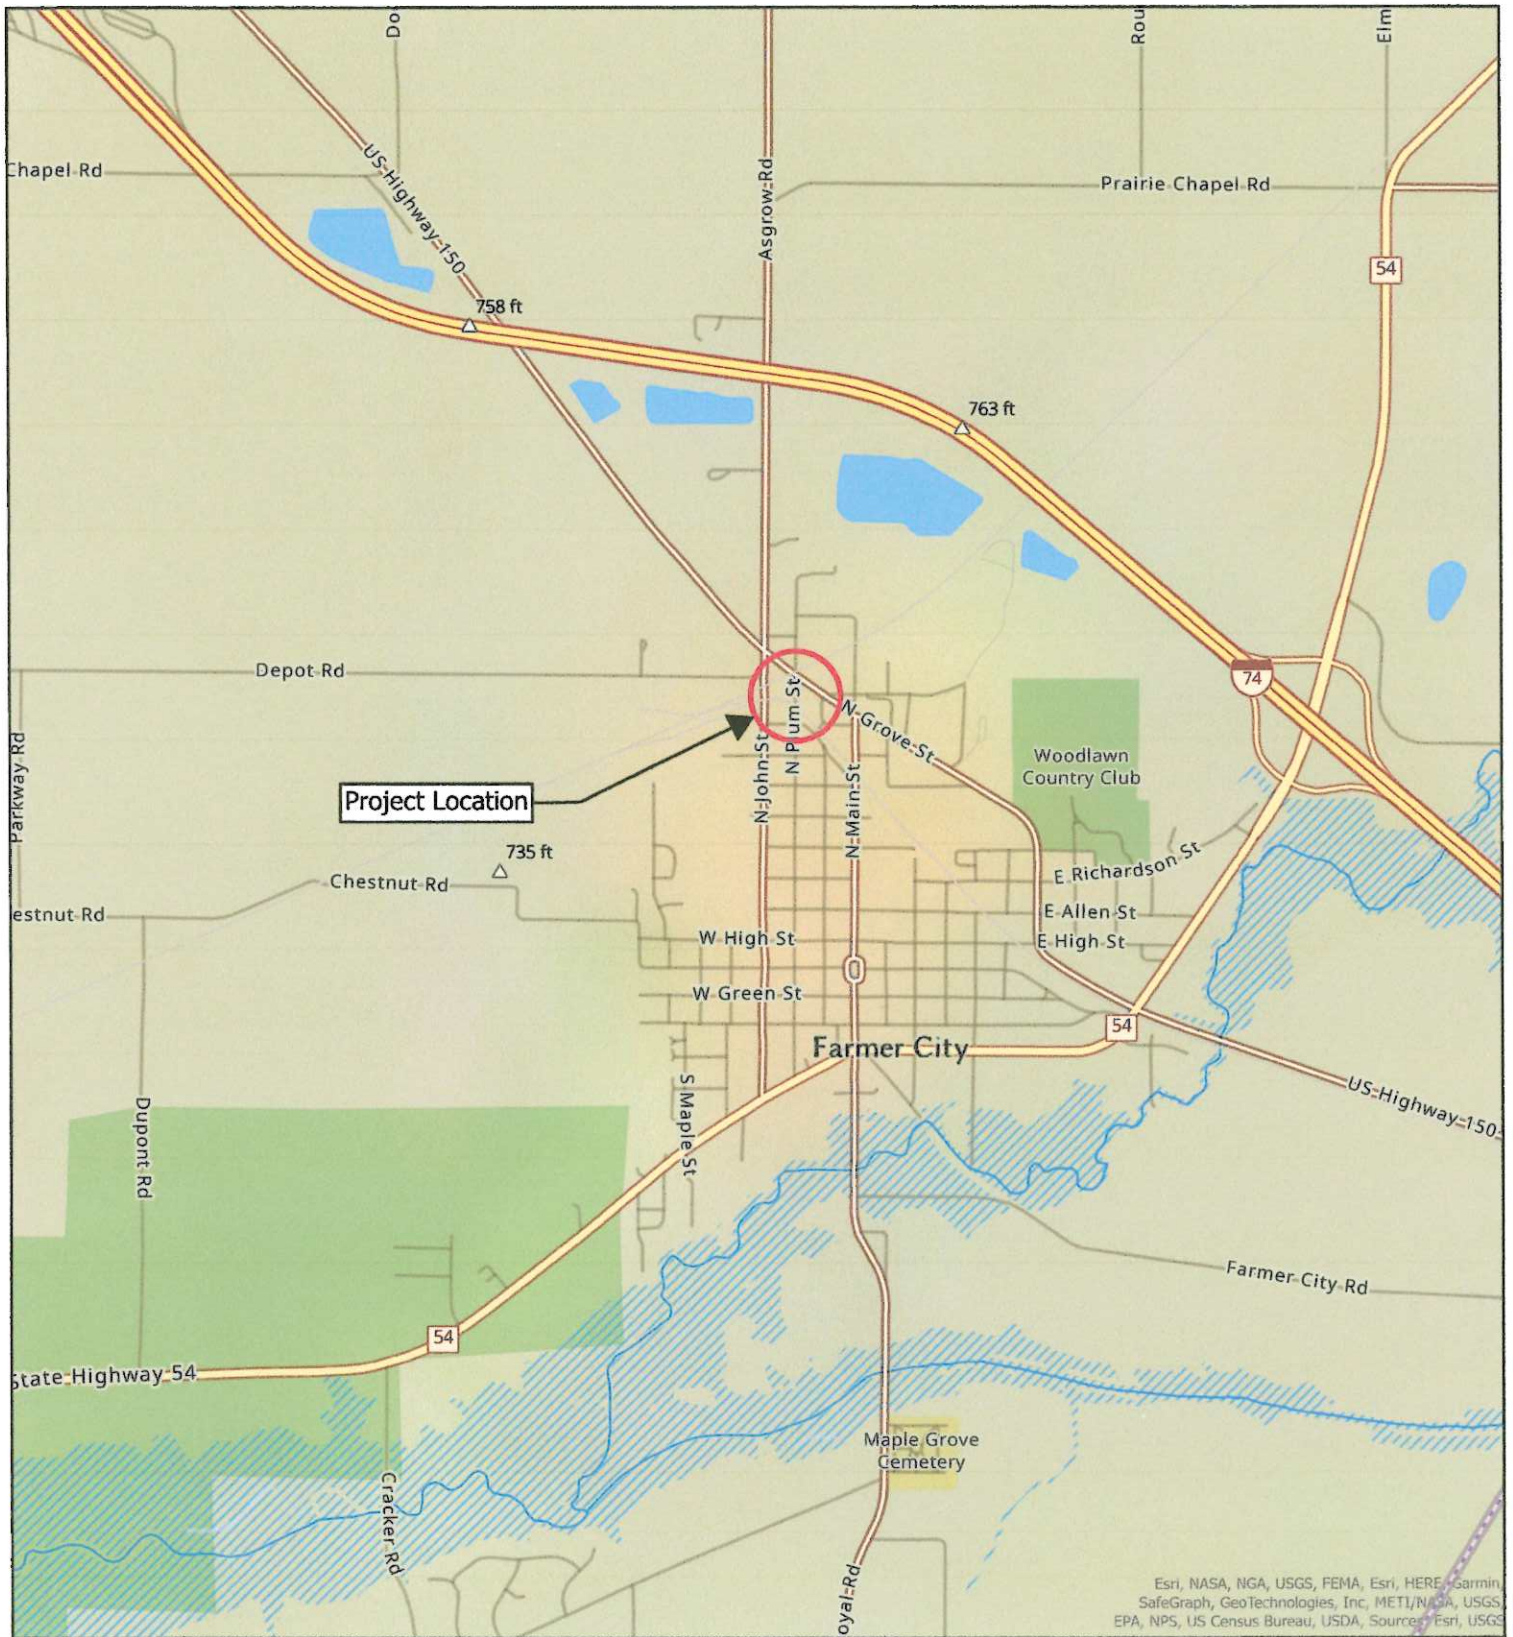 Do
Rou
Elm
Chapel Rd
US Highway 150
Asgrow Rd
Prairie Chapel Rd
54
758 ft
763 ft
Depot Rd
74
N Plum St
N Grove St
Parkway Rd
N John St
N Main St
Woodlawn
Country Club
Project Location
735 ft
Chestnut Rd
E Richardson St
estnut Rd
E Allen St
W High St
E High St
W Green St
54
Farmer City
S Maple St
US Highway 150
Dupont Rd
Farmer City Rd
54
State Highway 54
Maple Grove
Cemetery
Cracker Rd
oyal Rd
Esri, NASA, NGA, USGS, FEMA, Esri, HERE, Garmin,
SafeGraph, GeoTechnologies, Inc, METI/NASA, USGS,
EPA, NPS, US Census Bureau, USDA, Sources: Esri, USGS